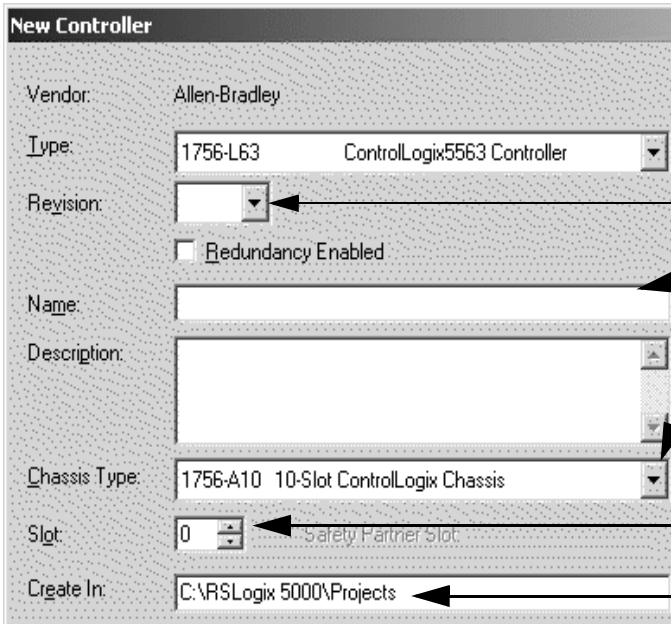 New Controller
Vendor: Allen-Bradley
Type: 1756-L63 ControlLogix5563 Controller
Revision:
Redundancy Enabled
Name:
Description:
Chassis Type: 1756-A10 10-Slot ControlLogix Chassis
Slot: 0 Safety Partner Slot:
Create In: C:\RSLogix 5000\Projects